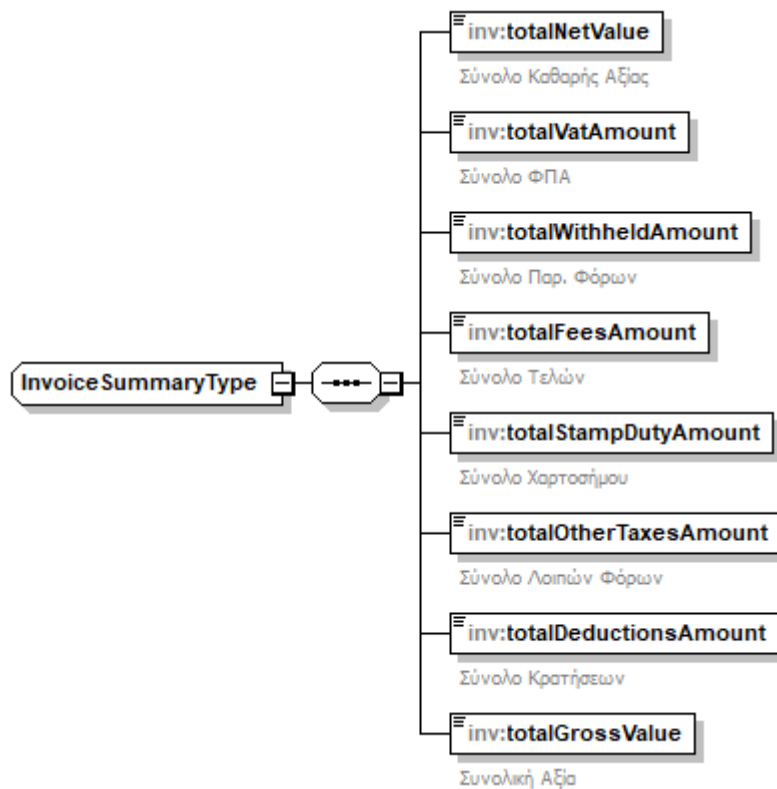 inv:totalNetValue
Σύνολο Καθαρής Αξίας
inv:totalVatAmount
Σύνολο ΦΠΑ
inv:totalWithheldAmount
Σύνολο Παρ. Φόρων
inv:totalFeesAmount
Σύνολο Τελών
InvoiceSummaryType
inv:totalStampDutyAmount
Σύνολο Χαρτοσήμου
inv:totalOtherTaxesAmount
Σύνολο Λοιπών Φόρων
inv:totalDeductionsAmount
Σύνολο Κρατήσεων
inv:totalGrossValue
Συνολική Αξία